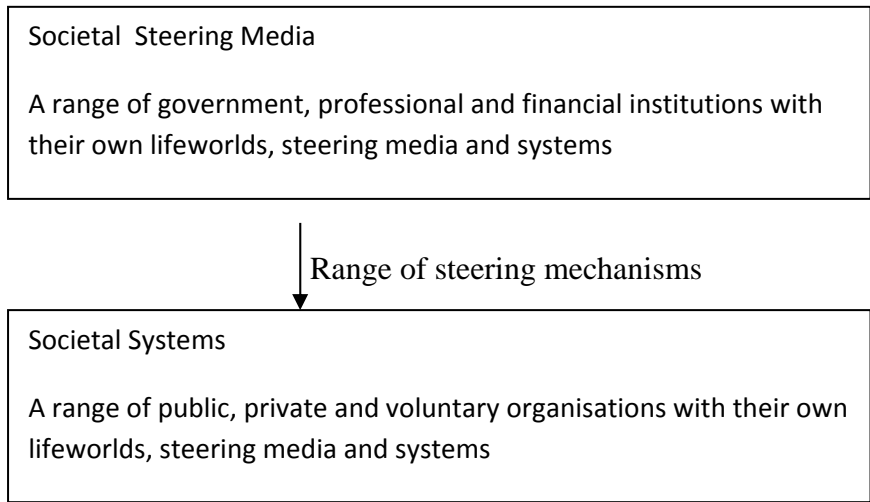 Societal  Steering Media
A range of government, professional and financial institutions with
their own lifeworlds, steering media and systems
Range of steering mechanisms
Societal Systems
A range of public, private and voluntary organisations with their own
lifeworlds, steering media and systems